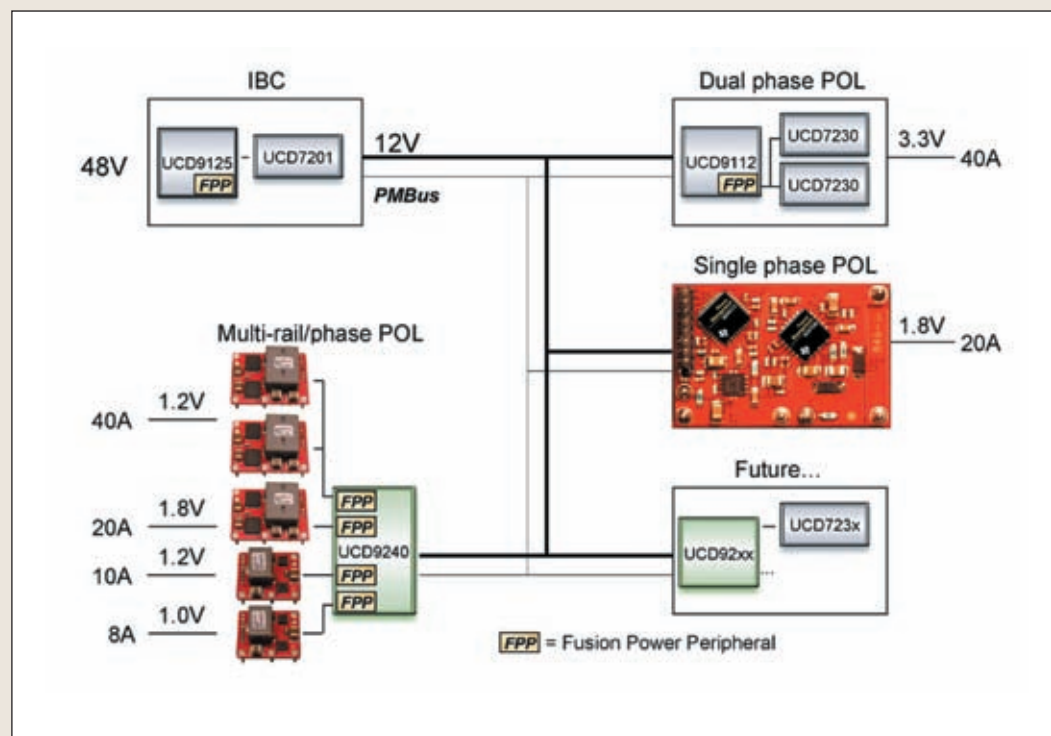 IBC
48V
UCD9125
FPP
UCD7201
12V
PMBus
Dual phase POL
UCD9112
FPP
UCD7230
UCD7230
3.3V
40A
Single phase POL
1.8V
20A
Multi-rail/phase POL
40A
1.2V
20A
1.8V
10A
1.2V
8A
1.0V
FPP
FPP
UCD9240
FPP
FPP
Future...
UCD92xx
UCD723x
...
FPP = Fusion Power Peripheral